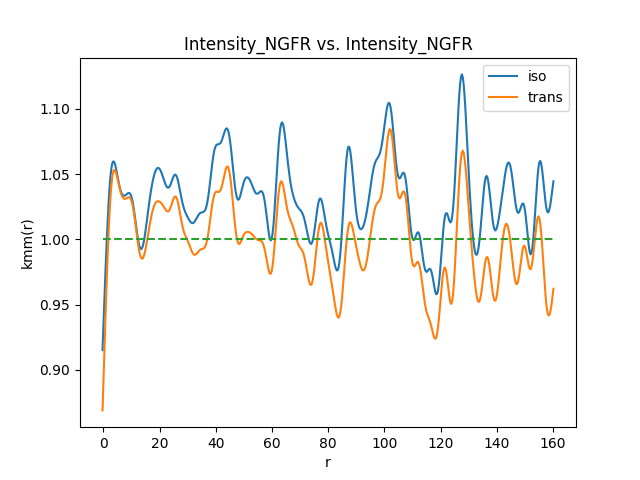 Intensity_NGFR vs. Intensity_NGFR
iso
trans
kmm(r)
1.10
1.05
1.00
0.95
0.90
0 20 40 60 80 100 120 140 160
r